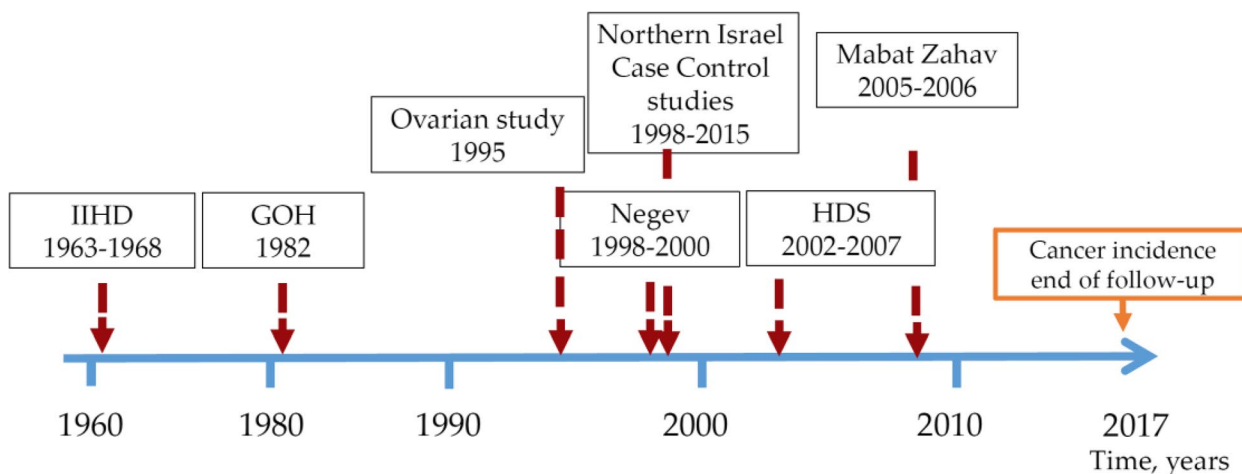 Northern Israel
Case Control
studies
1998-2015
Mabat Zahav
2005-2006
Ovarian study
1995
IIHD
1963-1968
GOH
1982
Negev
1998-2000
HDS
2002-2007
Cancer incidence
end of follow-up
1960
1980
1990
2000
2010
2017
Time, years